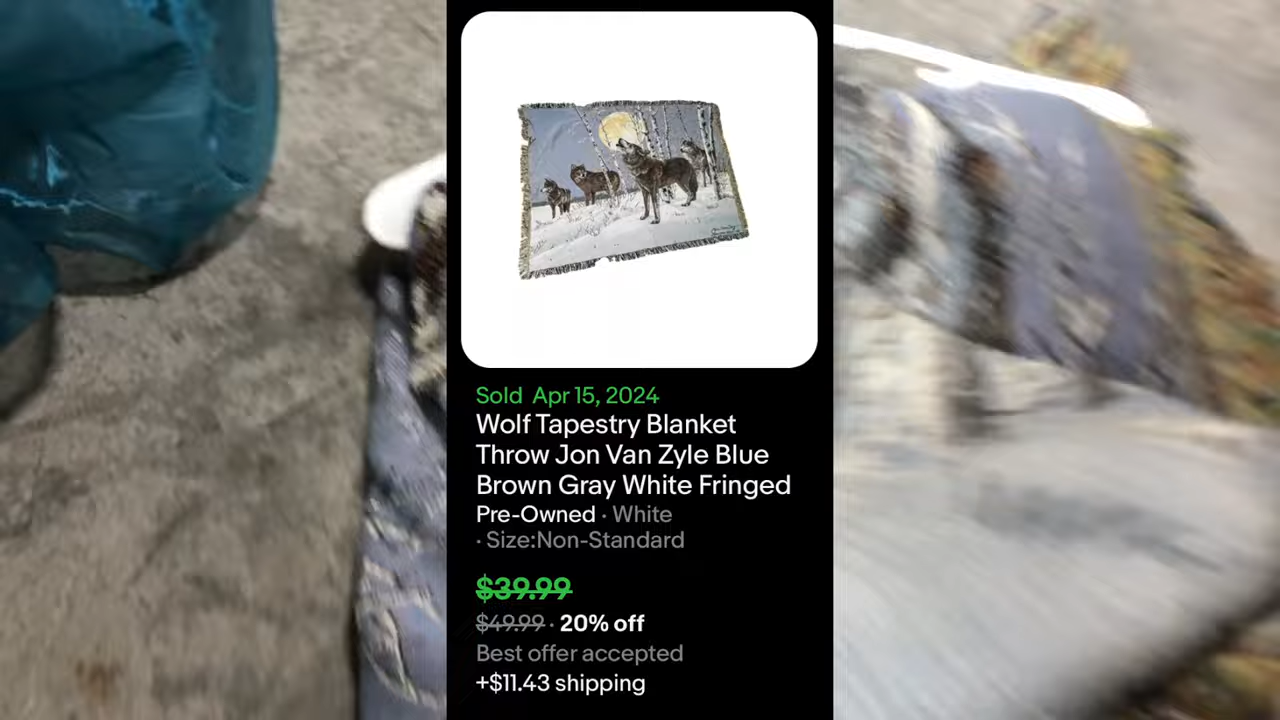 Sold Apr 15, 2024
Wolf Tapestry Blanket
Throw Jon Van Zyle Blue
Brown Gray White Fringed
Pre-Owned · White
· Size:Non-Standard
$39.99
$49.99 · 20% off
Best offer accepted
+$11.43 shipping